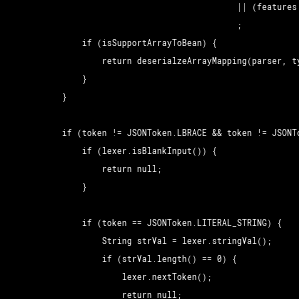 || (features
;
if (isSupportArrayToBean) {
return deserialzeArrayMapping(parser, ty
}
}
if (token != JSONToken.LBRACE && token != JSONTo
if (lexer.isBlankInput()) {
return null;
}
if (token == JSONToken.LITERAL_STRING) {
String strVal = lexer.stringVal();
if (strVal.length() == 0) {
lexer.nextToken();
return null;